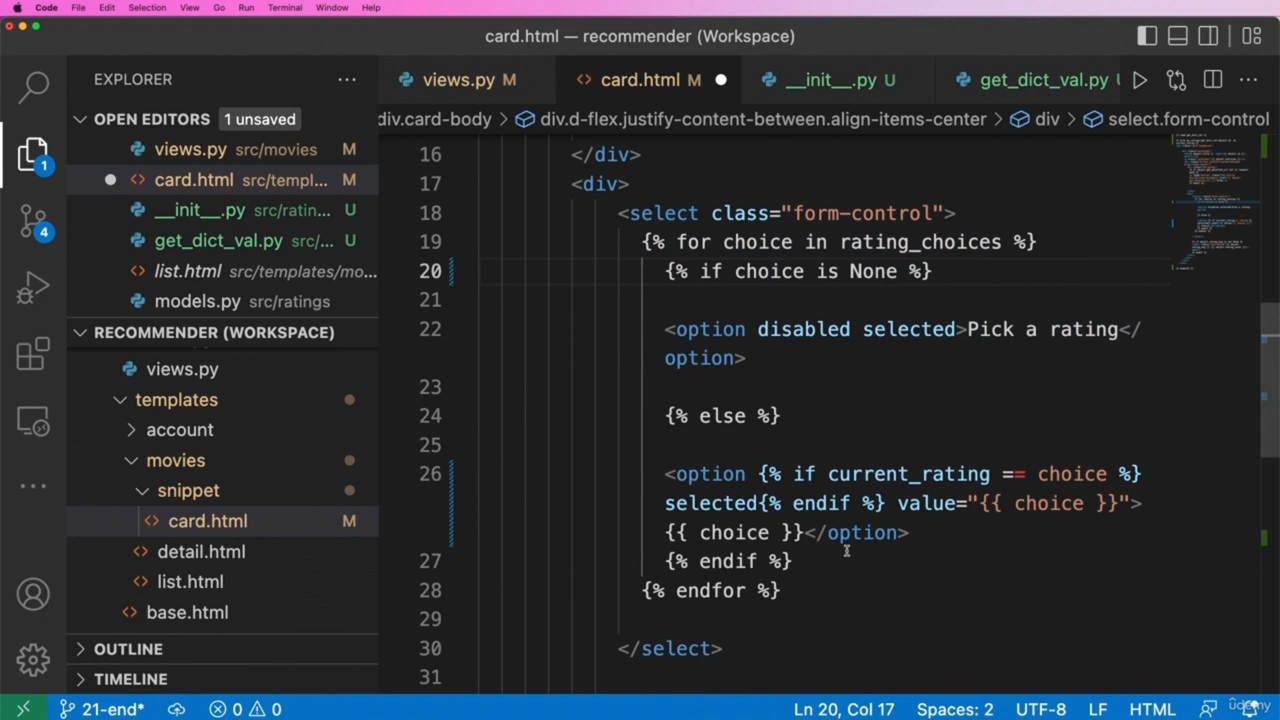 Code File Edit Selection View Go Run Terminal Window Help
card.html — recommender (Workspace)
EXPLORER
views.py M
card.html M
__init__.py U
get_dict_val.py
OPEN EDITORS 1 unsaved
div.card-body > div.d-flex.justify-content-between.align-items-center > div > select.form-control
views.py src/movies M
card.html src/templ... M
__init__.py src/ratin... U
get_dict_val.py src/... U
list.html src/templates/mo...
models.py src/ratings
RECOMMENDER (WORKSPACE)
views.py
templates
account
movies
snippet
card.html M
detail.html
list.html
base.html
OUTLINE
TIMELINE
1
4
16 </div>
17 <div>
18 <select class="form-control">
19 {% for choice in rating_choices %}
20 {% if choice is None %}
21
22 <option disabled selected>Pick a rating</
option>
23
24 {% else %}
25
26 <option {% if current_rating == choice %}
selected{% endif %} value="{{ choice }}">
{{ choice }}</option>
27 {% endif %}
28 {% endfor %}
29
30 </select>
31
21-end* 0 0 Ln 20, Col 17 Spaces: 2 UTF-8 LF HTML
udemy